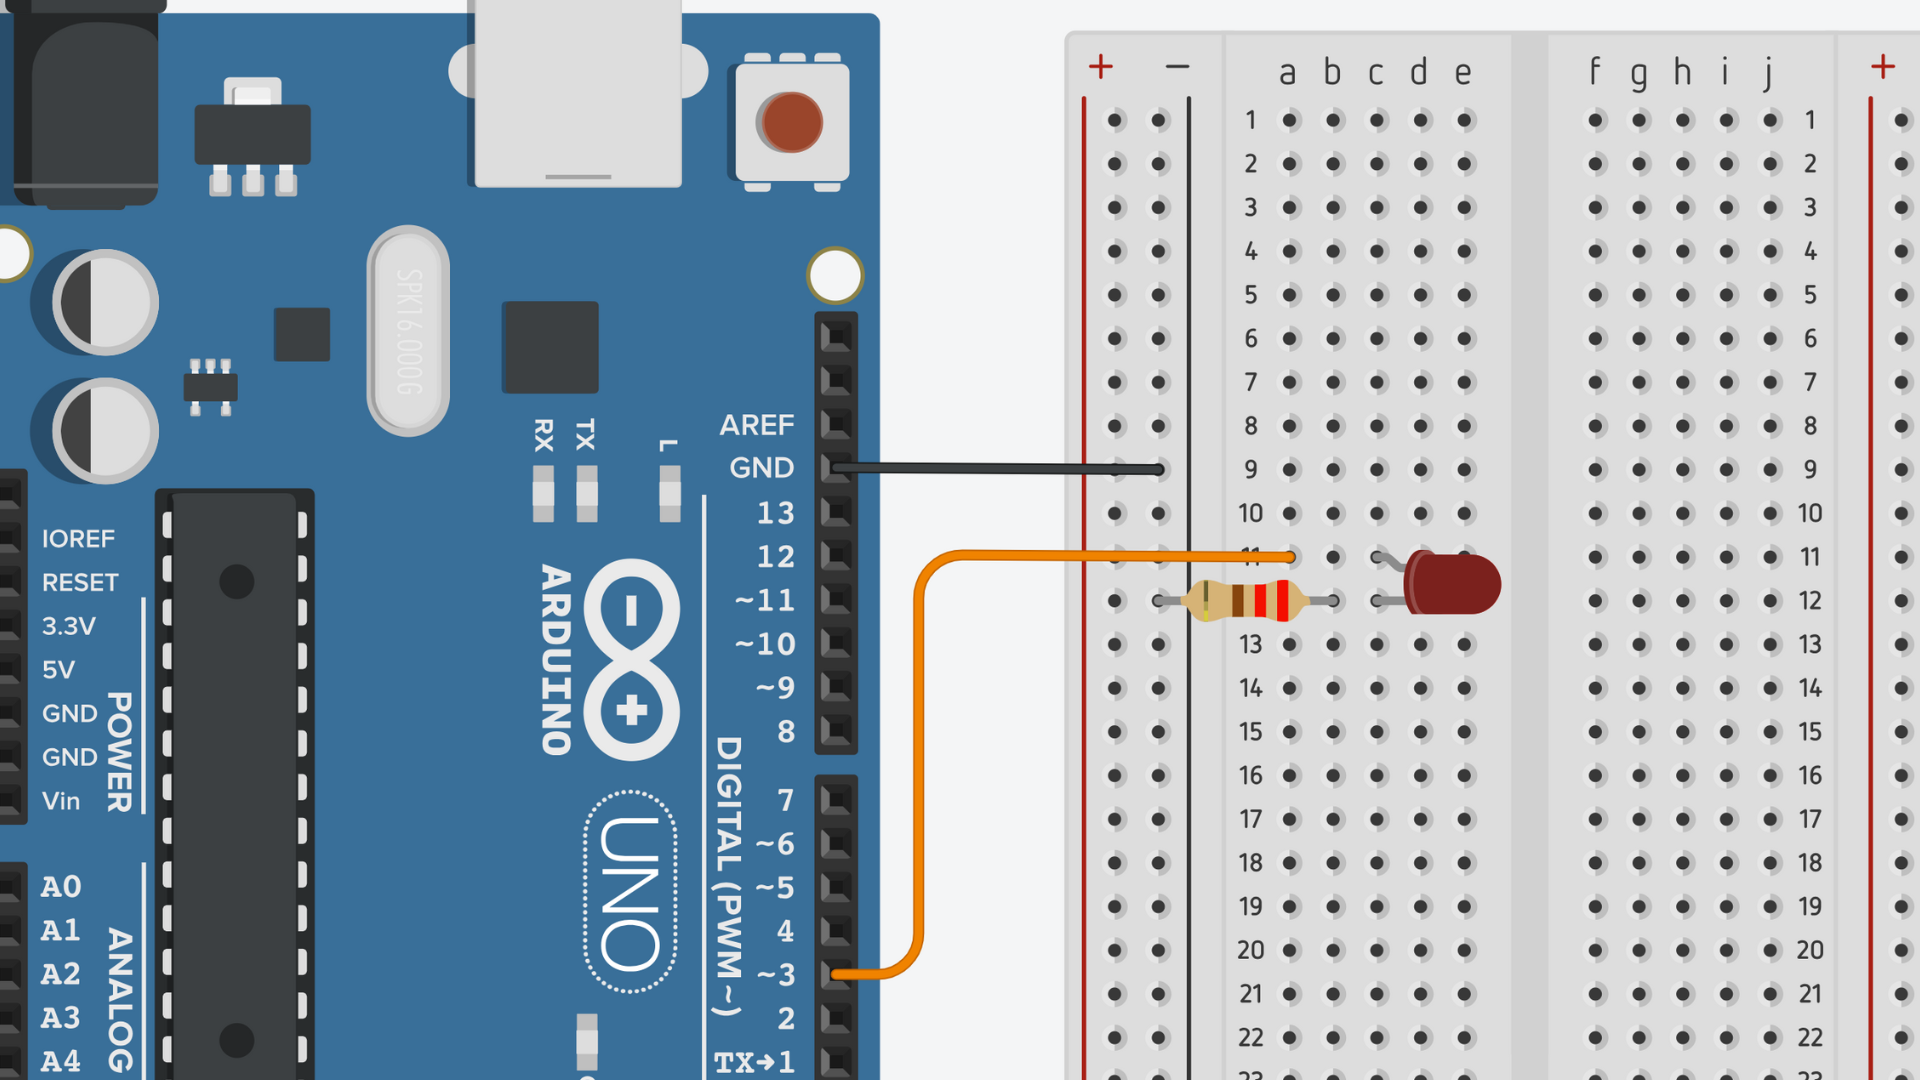 SPK16.000G
RX
TX
L
AREF
GND
13
12
~11
~10
~9
8
7
~6
~5
4
~3
2
TX→1
DIGITAL (PWM ~)
ARDUINO
UNO
IOREF
RESET
3.3V
5V
GND
GND
Vin
POWER
A0
A1
A2
A3
A4
ANALOG
+ − a b c d e f g h i j +
1 1
2 2
3 3
4 4
5 5
6 6
7 7
8 8
9 9
10 10
11 11
12 12
13 13
14 14
15 15
16 16
17 17
18 18
19 19
20 20
21 21
22 22
23 23